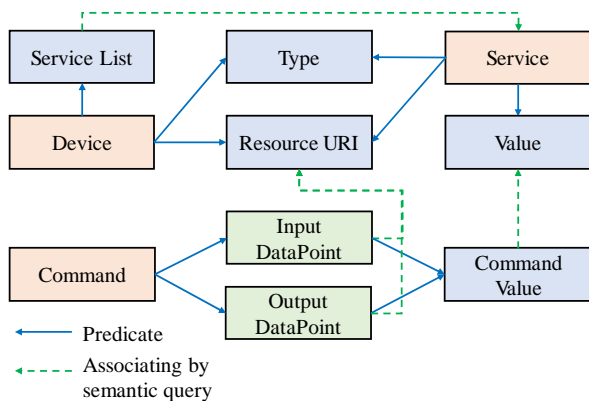 Service List
Type
Service
Device
Resource URI
Value
Input
DataPoint
Command
Command
Value
Output
DataPoint
Predicate
Associating by
semantic query